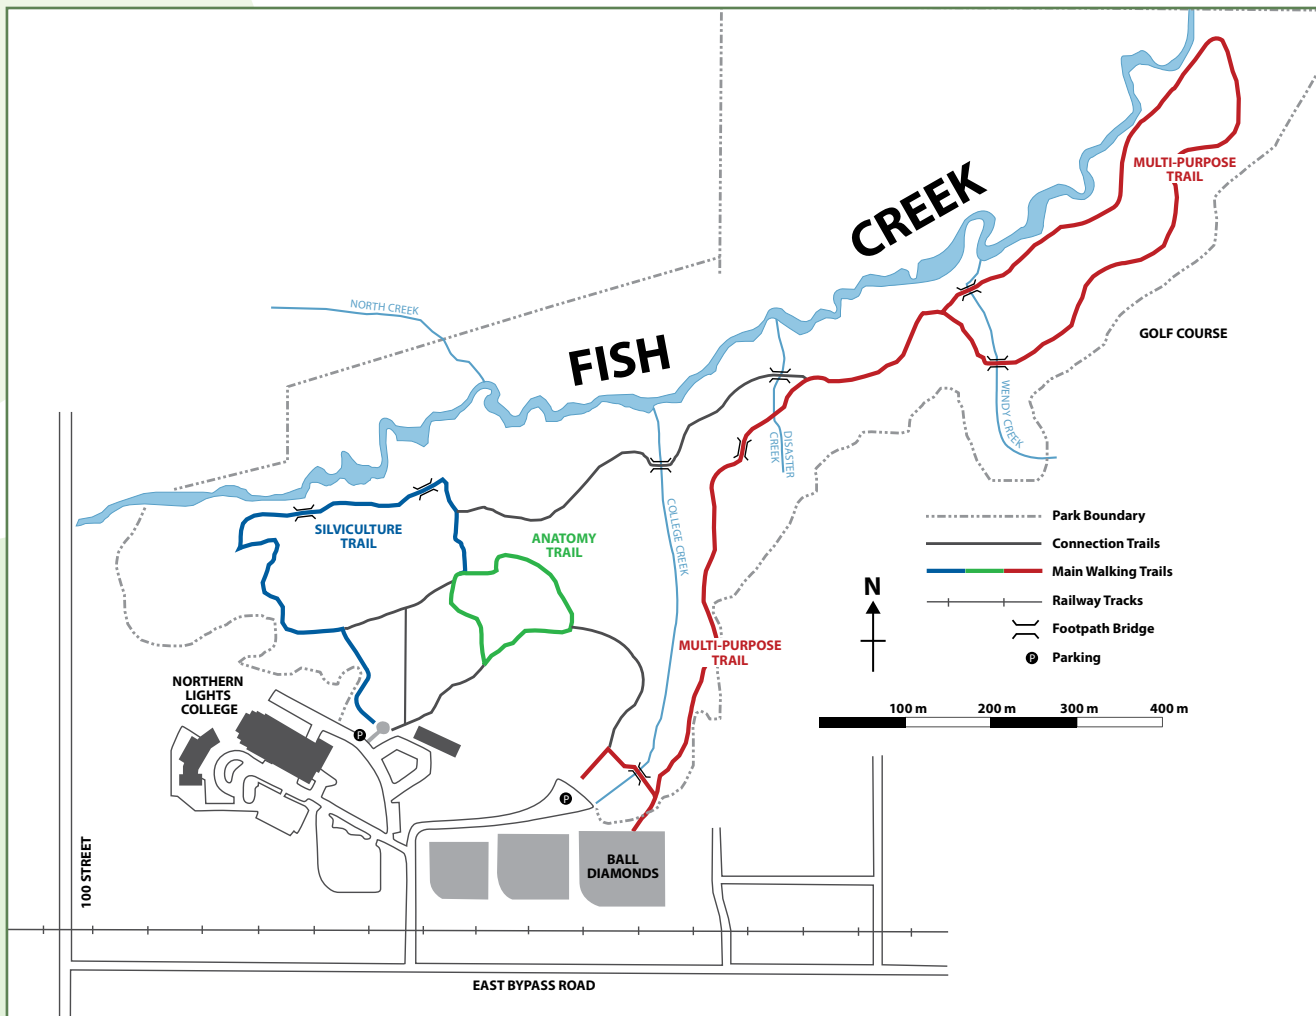 CREEK
MULTI-PURPOSE
TRAIL
NORTH CREEK
FISH
GOLF COURSE
WENDY CREEK
DISASTER
CREEK
SILVICULTURE
TRAIL
ANATOMY
TRAIL
COLLEGE CREEK
N
Park Boundary
Connection Trails
Main Walking Trails
Railway Tracks
Footpath Bridge
P Parking
MULTI-PURPOSE
TRAIL
NORTHERN
LIGHTS
COLLEGE
100 m
200 m
300 m
400 m
P
P
BALL
DIAMONDS
100 STREET
EAST BYPASS ROAD